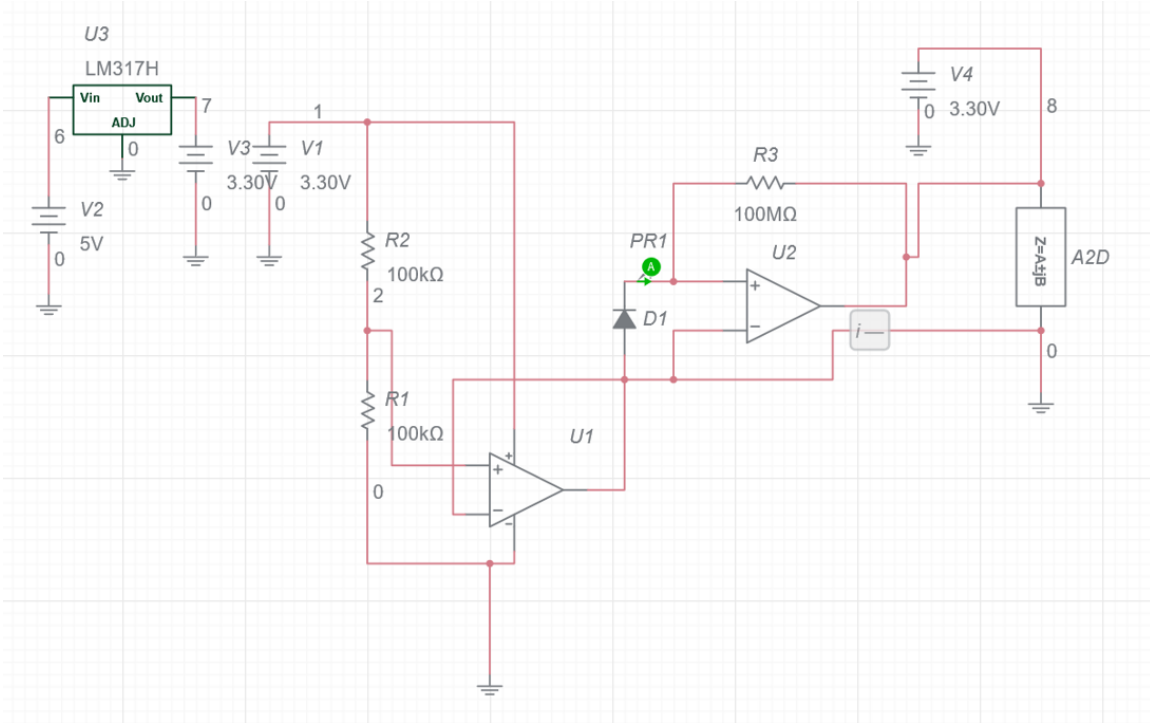 U3
LM317H
Vin
Vout
ADJ
7
6
0
V2
5V
0
V3
3.30V
0
1
V1
3.30V
0
R2
100kΩ
2
R1
100kΩ
0
U1
+
−
+
−
PR1
A
D1
R3
100MΩ
U2
+
−
i
V4
3.30V
0
8
Z=A±jB
A2D
0